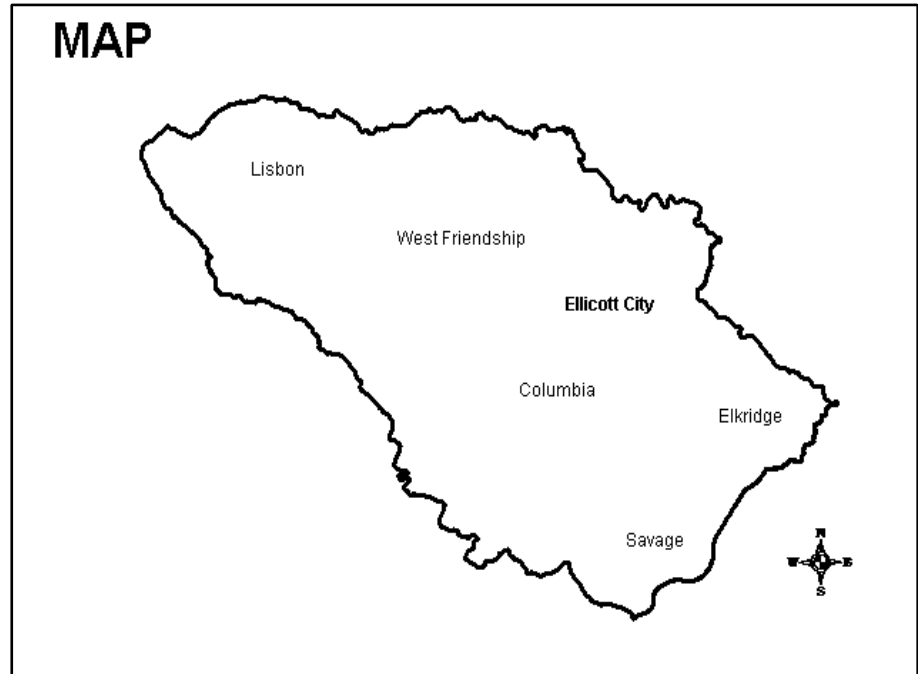 MAP
Lisbon
West Friendship
Ellicott City
Columbia
Elkridge
Savage
N
W E
S